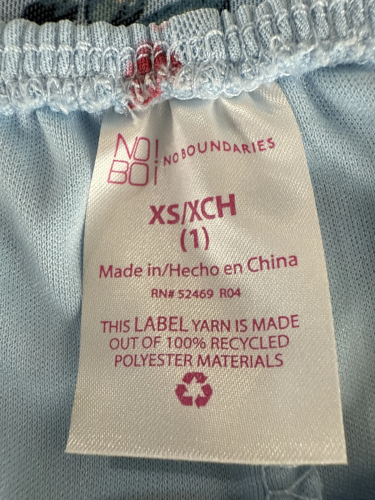 NO!
BO!
NO BOUNDARIES
XS/XCH
(1)
Made in/Hecho en China
RN# 52469 R04
THIS LABEL YARN IS MADE
OUT OF 100% RECYCLED
POLYESTER MATERIALS